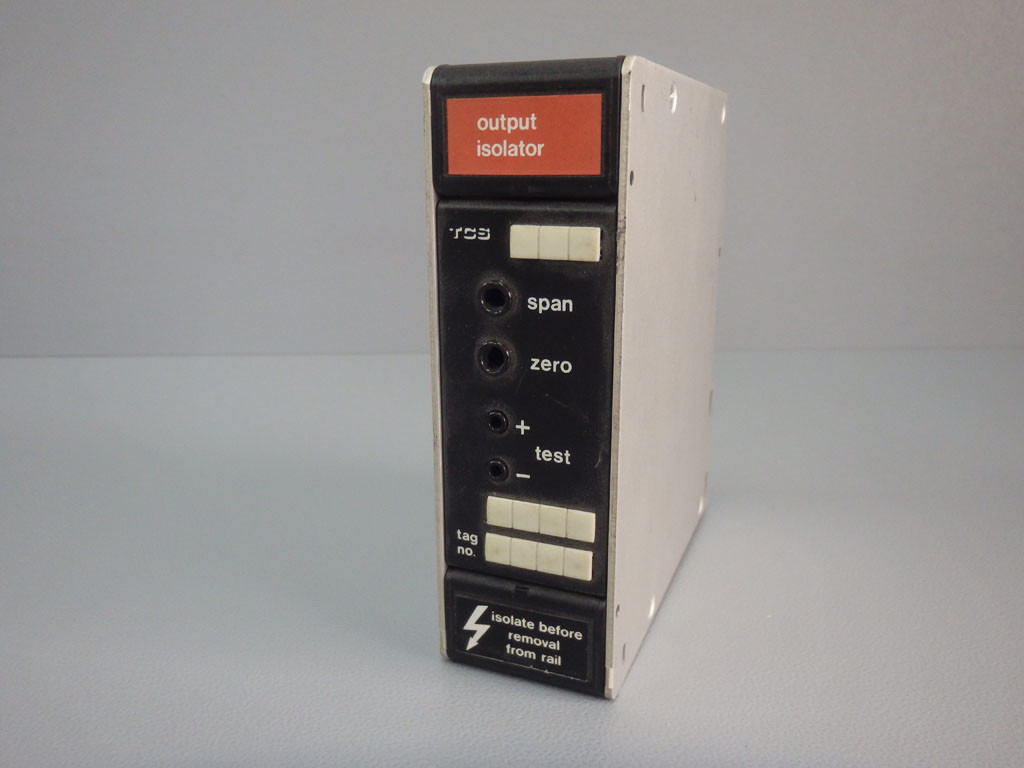 output
isolator
TCS
span
zero
+
test
−
tag
no.
isolate before
removal
from rail